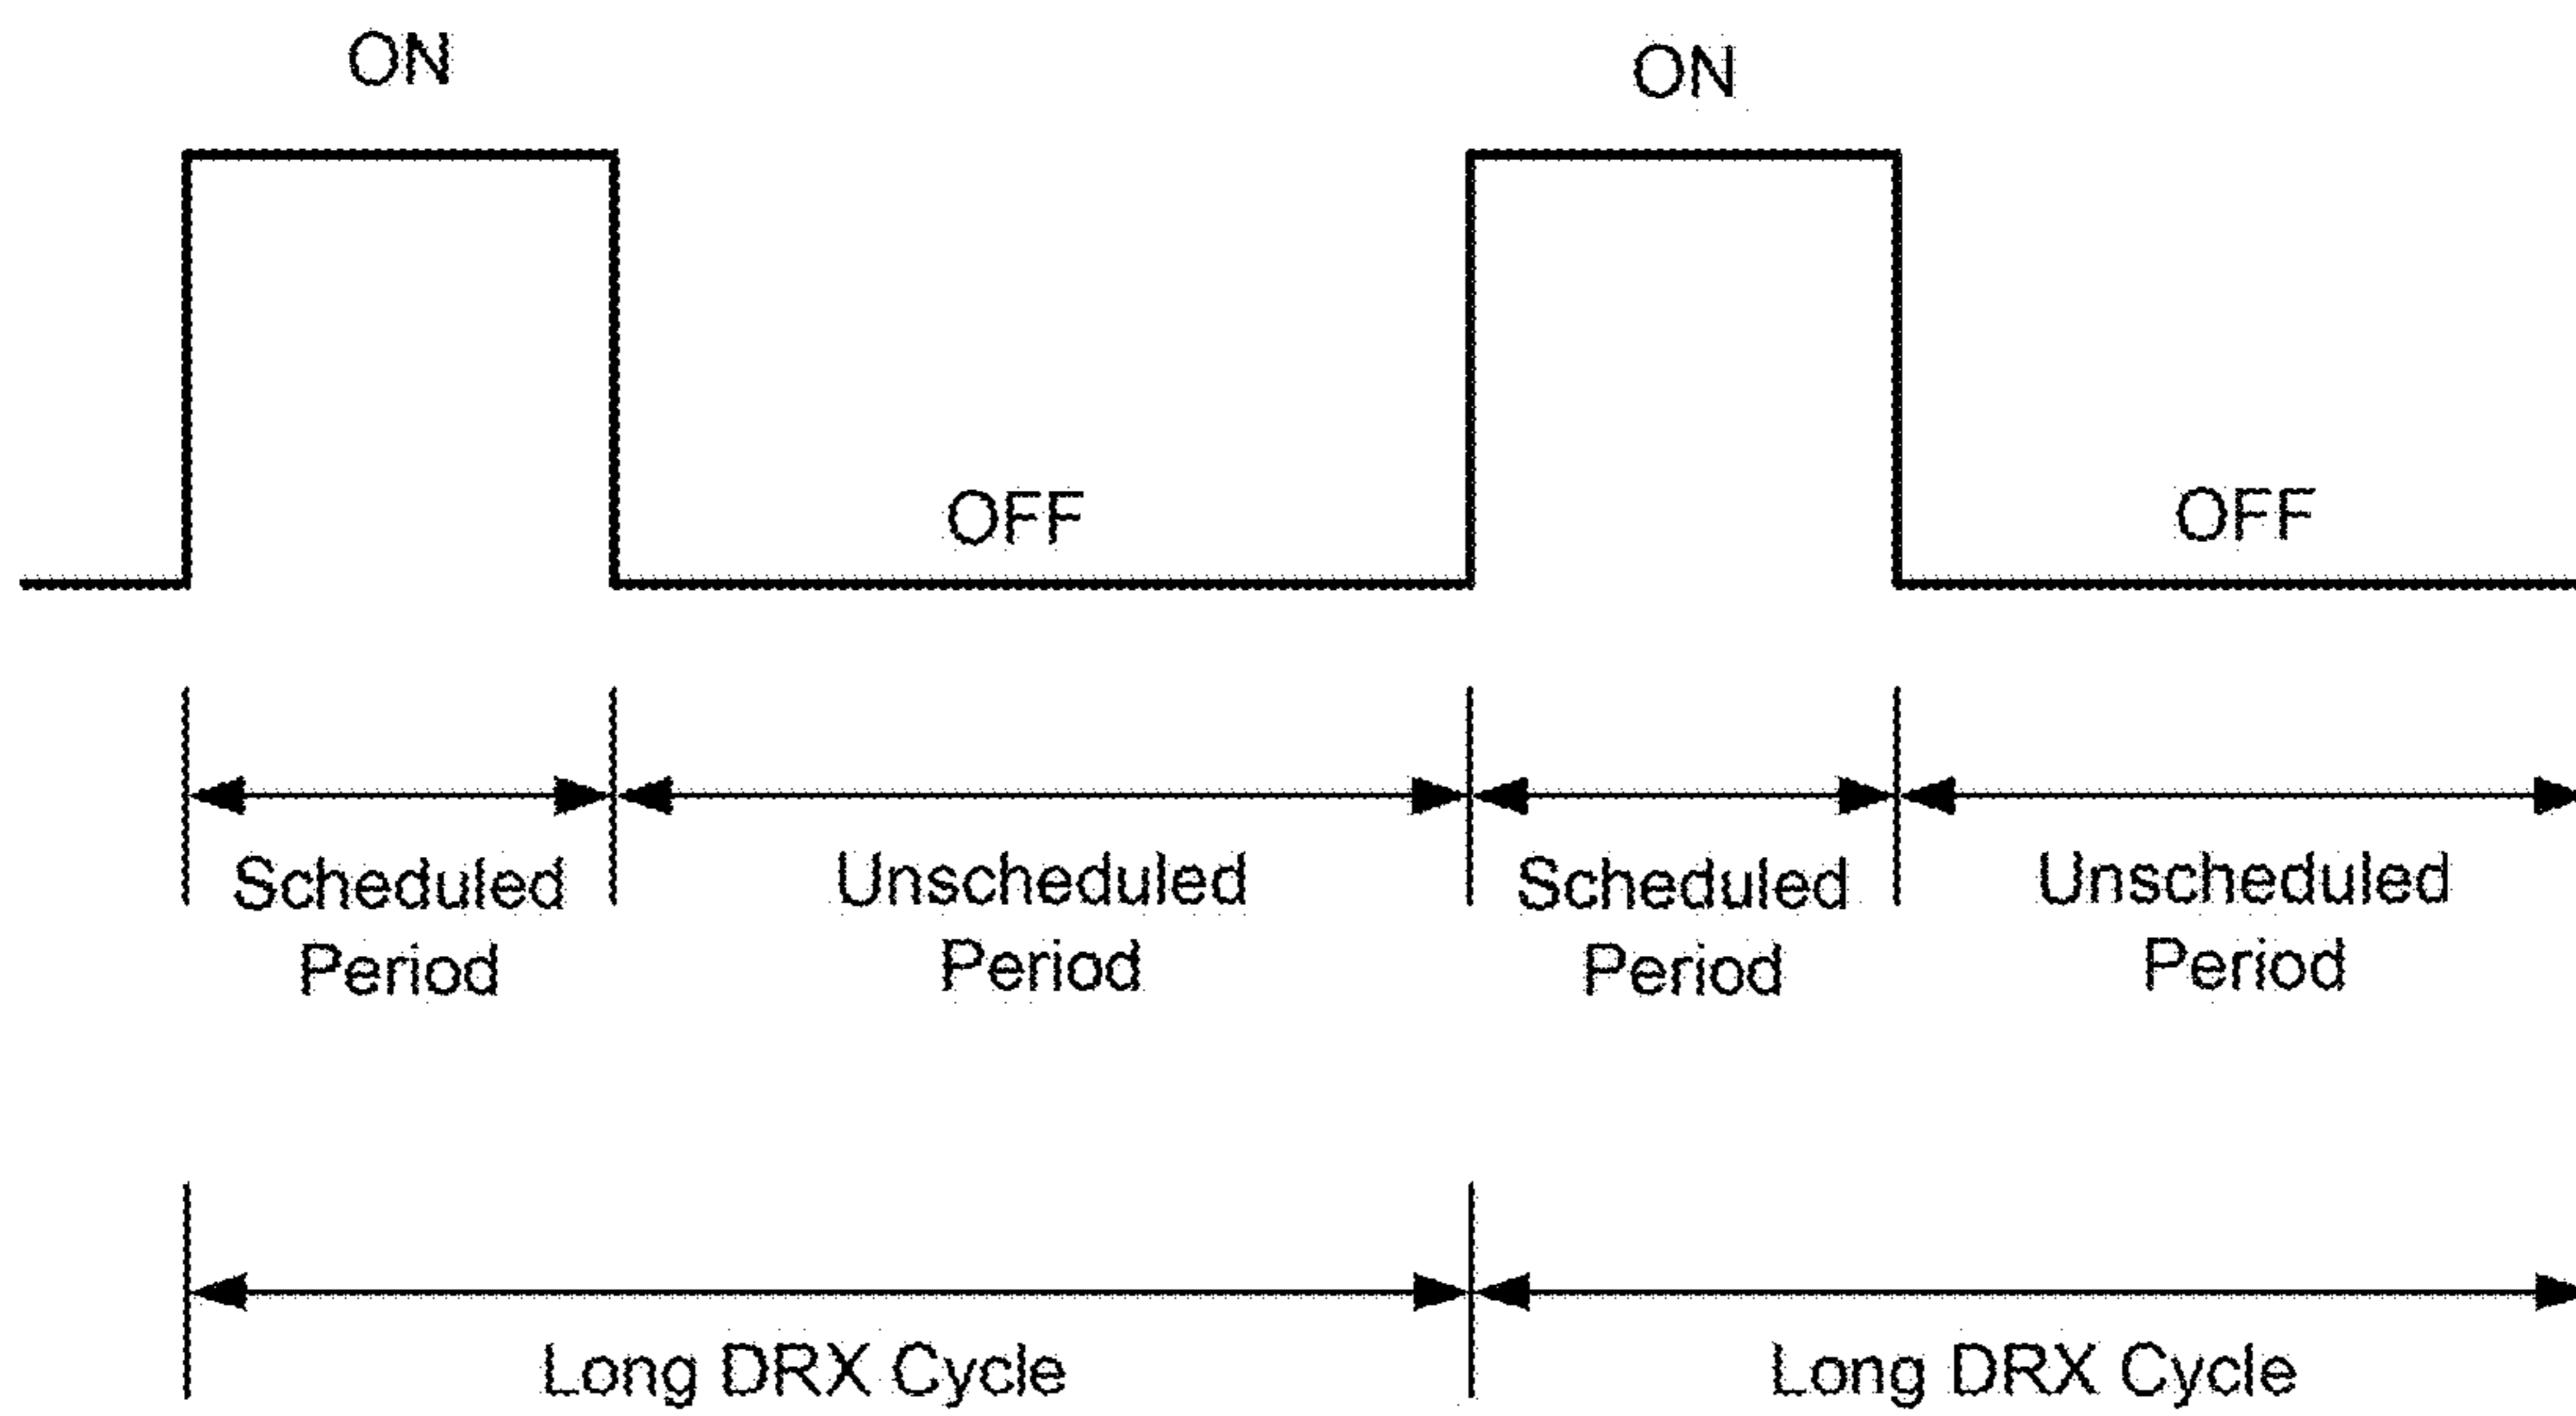 ON
ON
OFF
OFF
Scheduled
Period
Unscheduled
Period
Scheduled
Period
Unscheduled
Period
Long DRX Cycle
Long DRX Cycle